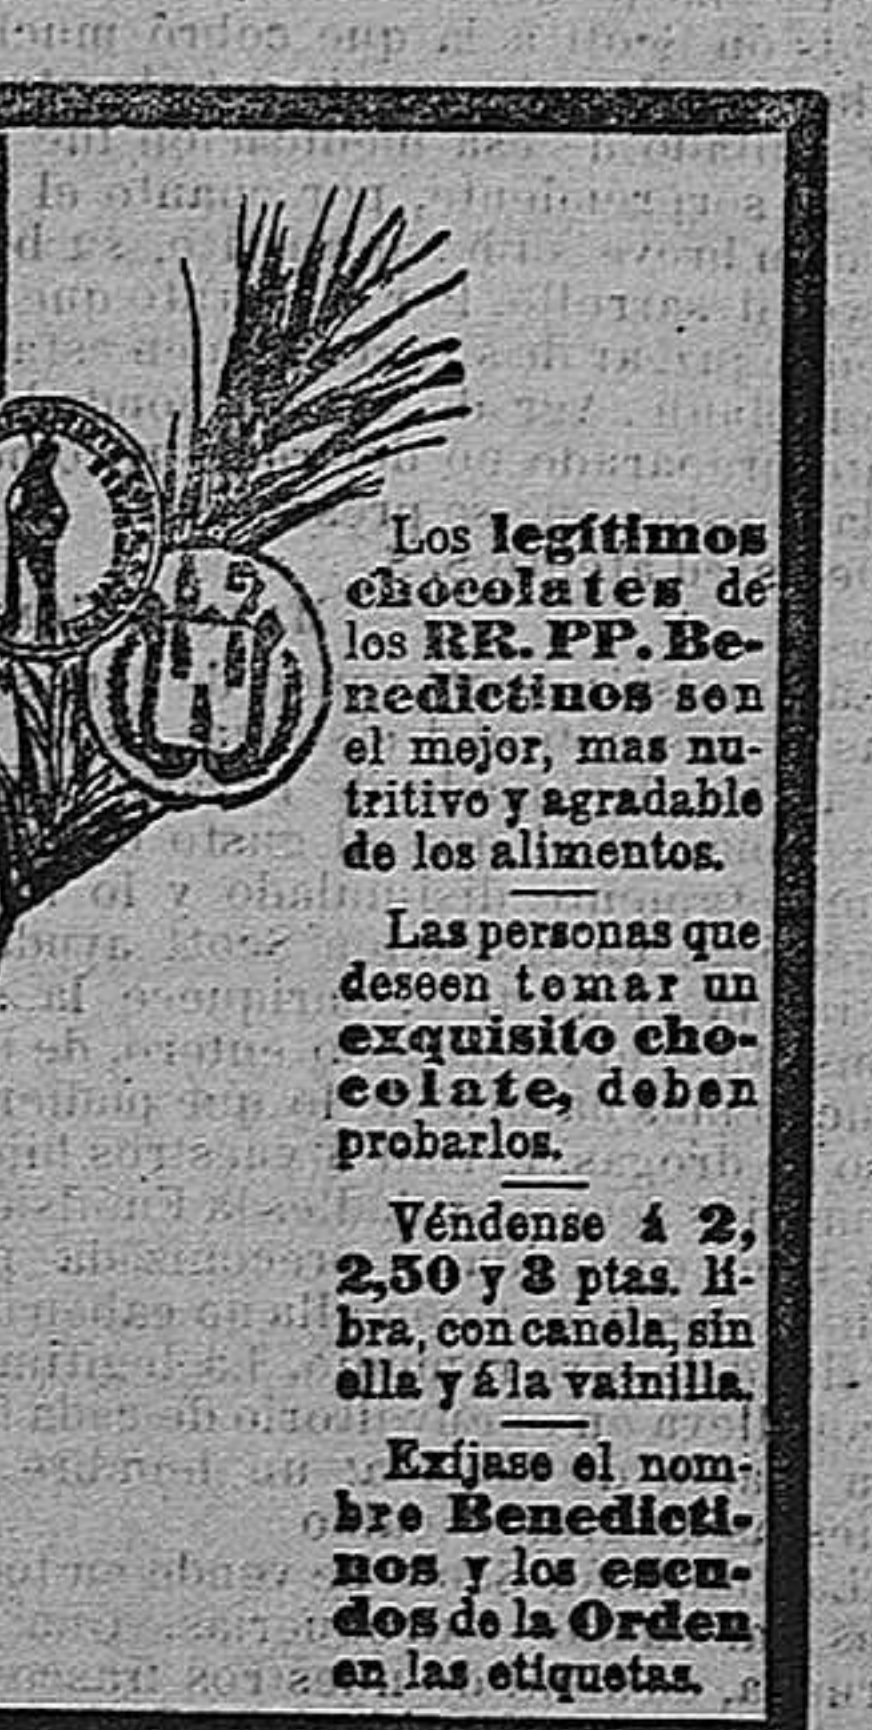 Los legítimos
chocolates de
los RR. PP. Be-
nedictinos son
el mejor, mas nu-
tritivo y agradable
de los alimentos.
Las personas que
deseen tomar un
exquisito cho-
colate, deben
probarlos.
Véndense á 2,
2,50 y 3 ptas. li-
bra, con canela, sin
ella y á la vainilla.
Exíjase el nom-
bre Benedicti-
nos y los escu-
dos de la Orden
en las etiquetas.